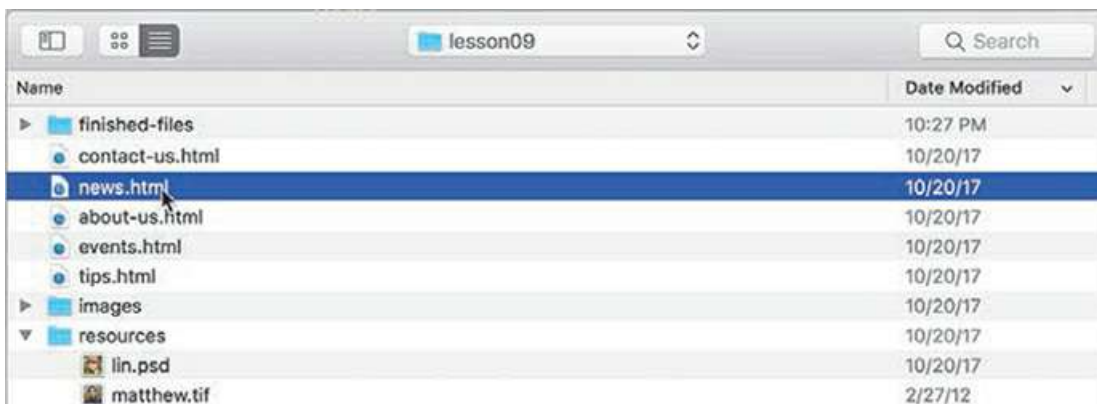 lesson09 Search
Name Date Modified
finished-files 10:27 PM
contact-us.html 10/20/17
news.html 10/20/17
about-us.html 10/20/17
events.html 10/20/17
tips.html 10/20/17
images 10/20/17
resources 10/20/17
lin.psd 10/20/17
matthew.tif 2/27/12